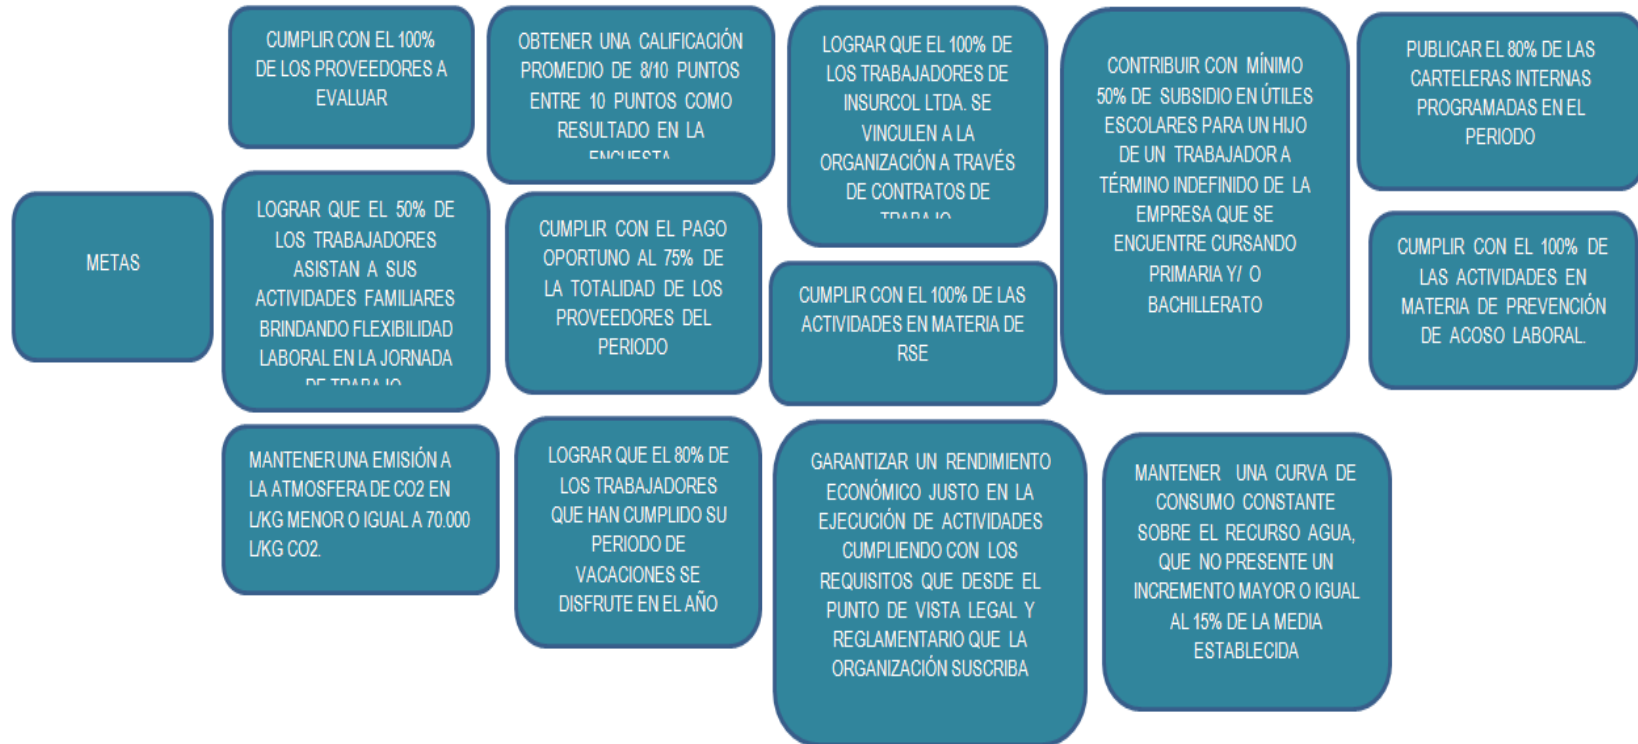 METAS
CUMPLIR CON EL 100%
DE LOS PROVEEDORES A
EVALUAR
OBTENER UNA CALIFICACIÓN
PROMEDIO DE 8/10 PUNTOS
ENTRE 10 PUNTOS COMO
RESULTADO EN LA
ENCUESTA
LOGRAR QUE EL 100% DE
LOS TRABAJADORES DE
INSURCOL LTDA. SE
VINCULEN A LA
ORGANIZACIÓN A TRAVÉS
DE CONTRATOS DE
TRABAJO
CONTRIBUIR CON MÍNIMO
50% DE SUBSIDIO EN ÚTILES
ESCOLARES PARA UN HIJO
DE UN TRABAJADOR A
TÉRMINO INDEFINIDO DE LA
EMPRESA QUE SE
ENCUENTRE CURSANDO
PRIMARIA Y/ O
BACHILLERATO
PUBLICAR EL 80% DE LAS
CARTELERAS INTERNAS
PROGRAMADAS EN EL
PERIODO
LOGRAR QUE EL 50% DE
LOS TRABAJADORES
ASISTAN A SUS
ACTIVIDADES FAMILIARES
BRINDANDO FLEXIBILIDAD
LABORAL EN LA JORNADA
DE TRABAJO
CUMPLIR CON EL PAGO
OPORTUNO AL 75% DE
LA TOTALIDAD DE LOS
PROVEEDORES DEL
PERIODO
CUMPLIR CON EL 100% DE LAS
ACTIVIDADES EN MATERIA DE
RSE
CUMPLIR CON EL 100% DE
LAS ACTIVIDADES EN
MATERIA DE PREVENCIÓN
DE ACOSO LABORAL.
MANTENER UNA EMISIÓN A
LA ATMOSFERA DE CO2 EN
L/KG MENOR O IGUAL A 70.000
L/KG CO2.
LOGRAR QUE EL 80% DE
LOS TRABAJADORES
QUE HAN CUMPLIDO SU
PERIODO DE
VACACIONES SE
DISFRUTE EN EL AÑO
GARANTIZAR UN RENDIMIENTO
ECONÓMICO JUSTO EN LA
EJECUCIÓN DE ACTIVIDADES
CUMPLIENDO CON LOS
REQUISITOS QUE DESDE EL
PUNTO DE VISTA LEGAL Y
REGLAMENTARIO QUE LA
ORGANIZACIÓN SUSCRIBA
MANTENER UNA CURVA DE
CONSUMO CONSTANTE
SOBRE EL RECURSO AGUA,
QUE NO PRESENTE UN
INCREMENTO MAYOR O IGUAL
AL 15% DE LA MEDIA
ESTABLECIDA